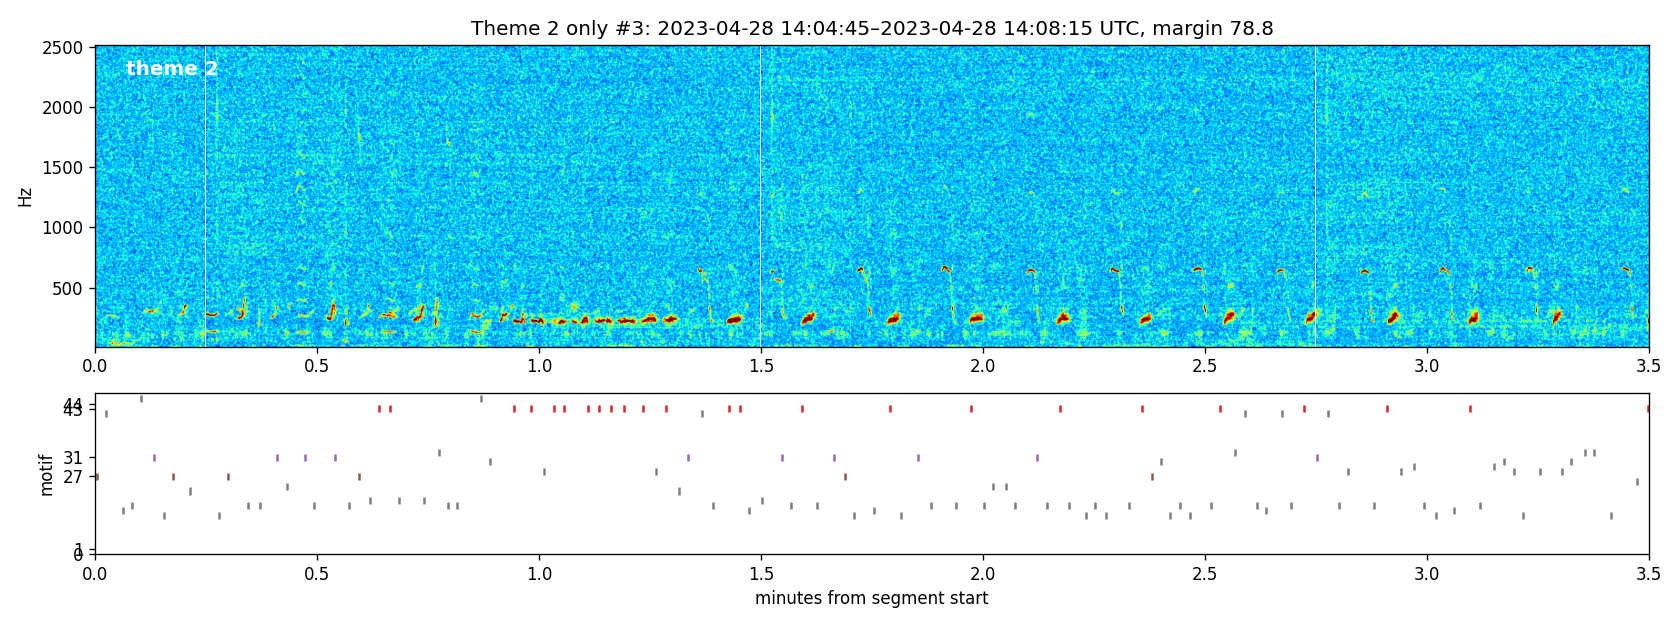 Theme 2 only #3: 2023-04-28 14:04:45–2023-04-28 14:08:15 UTC, margin 78.8
theme 2
2500
2000
1500
1000
500
Hz
0.0 0.5 1.0 1.5 2.0 2.5 3.0 3.5
44
43
31
27
1
0
motif
0.0 0.5 1.0 1.5 2.0 2.5 3.0 3.5
minutes from segment start